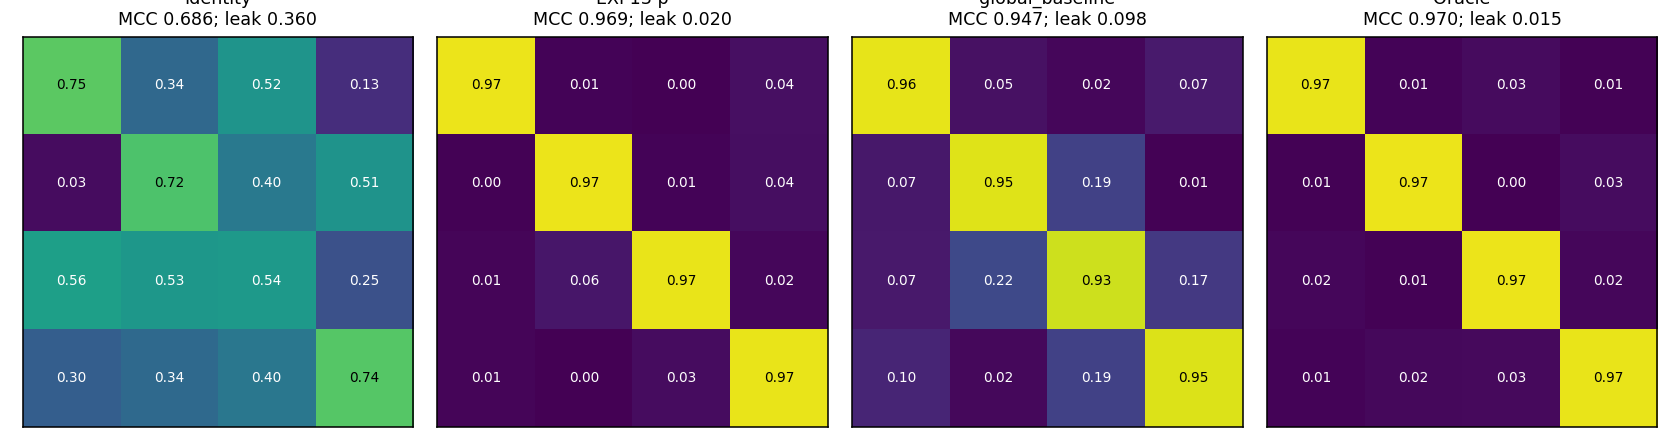 Identity
EXP15-p
global_baseline
Oracle
MCC 0.686; leak 0.360
MCC 0.969; leak 0.020
MCC 0.947; leak 0.098
MCC 0.970; leak 0.015
0.75 0.34 0.52 0.13
0.03 0.72 0.40 0.51
0.56 0.53 0.54 0.25
0.30 0.34 0.40 0.74
0.97 0.01 0.00 0.04
0.00 0.97 0.01 0.04
0.01 0.06 0.97 0.02
0.01 0.00 0.03 0.97
0.96 0.05 0.02 0.07
0.07 0.95 0.19 0.01
0.07 0.22 0.93 0.17
0.10 0.02 0.19 0.95
0.97 0.01 0.03 0.01
0.01 0.97 0.00 0.03
0.02 0.01 0.97 0.02
0.01 0.02 0.03 0.97